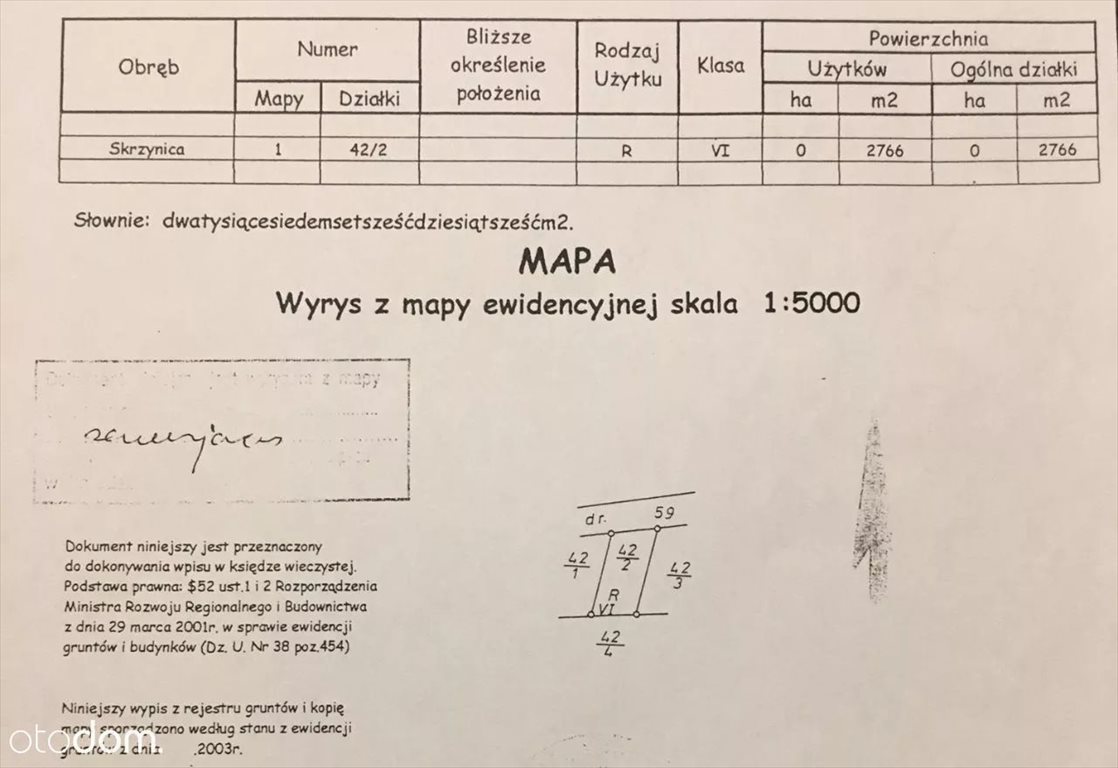 Obręb
Numer
Bliższe określenie położenia
Rodzaj Użytku
Klasa
Powierzchnia
Użytków
Ogólna działki
Mapy
Działki
ha
m2
ha
m2
Skrzynica 1 42/2 R VI 0 2766 0 2766
Słownie: dwatysiącesiedemsetsześćdziesiątsześćm2.
MAPA
Wyrys z mapy ewidencyjnej skala 1:5000
z mapy
dr. 59
42/1 42/2 42/3
R
VI
42/4
Dokument niniejszy jest przeznaczony
do dokonywania wpisu w księdze wieczystej.
Podstawa prawna: $52 ust.1 i 2 Rozporządzenia
Ministra Rozwoju Regionalnego i Budownictwa
z dnia 29 marca 2001r. w sprawie ewidencji
gruntów i budynków (Dz. U. Nr 38 poz.454)
Niniejszy wypis z rejestru gruntów i kopię
mapy sporządzono według stanu z ewidencji
gruntów z dnia .2003r.
otodom.